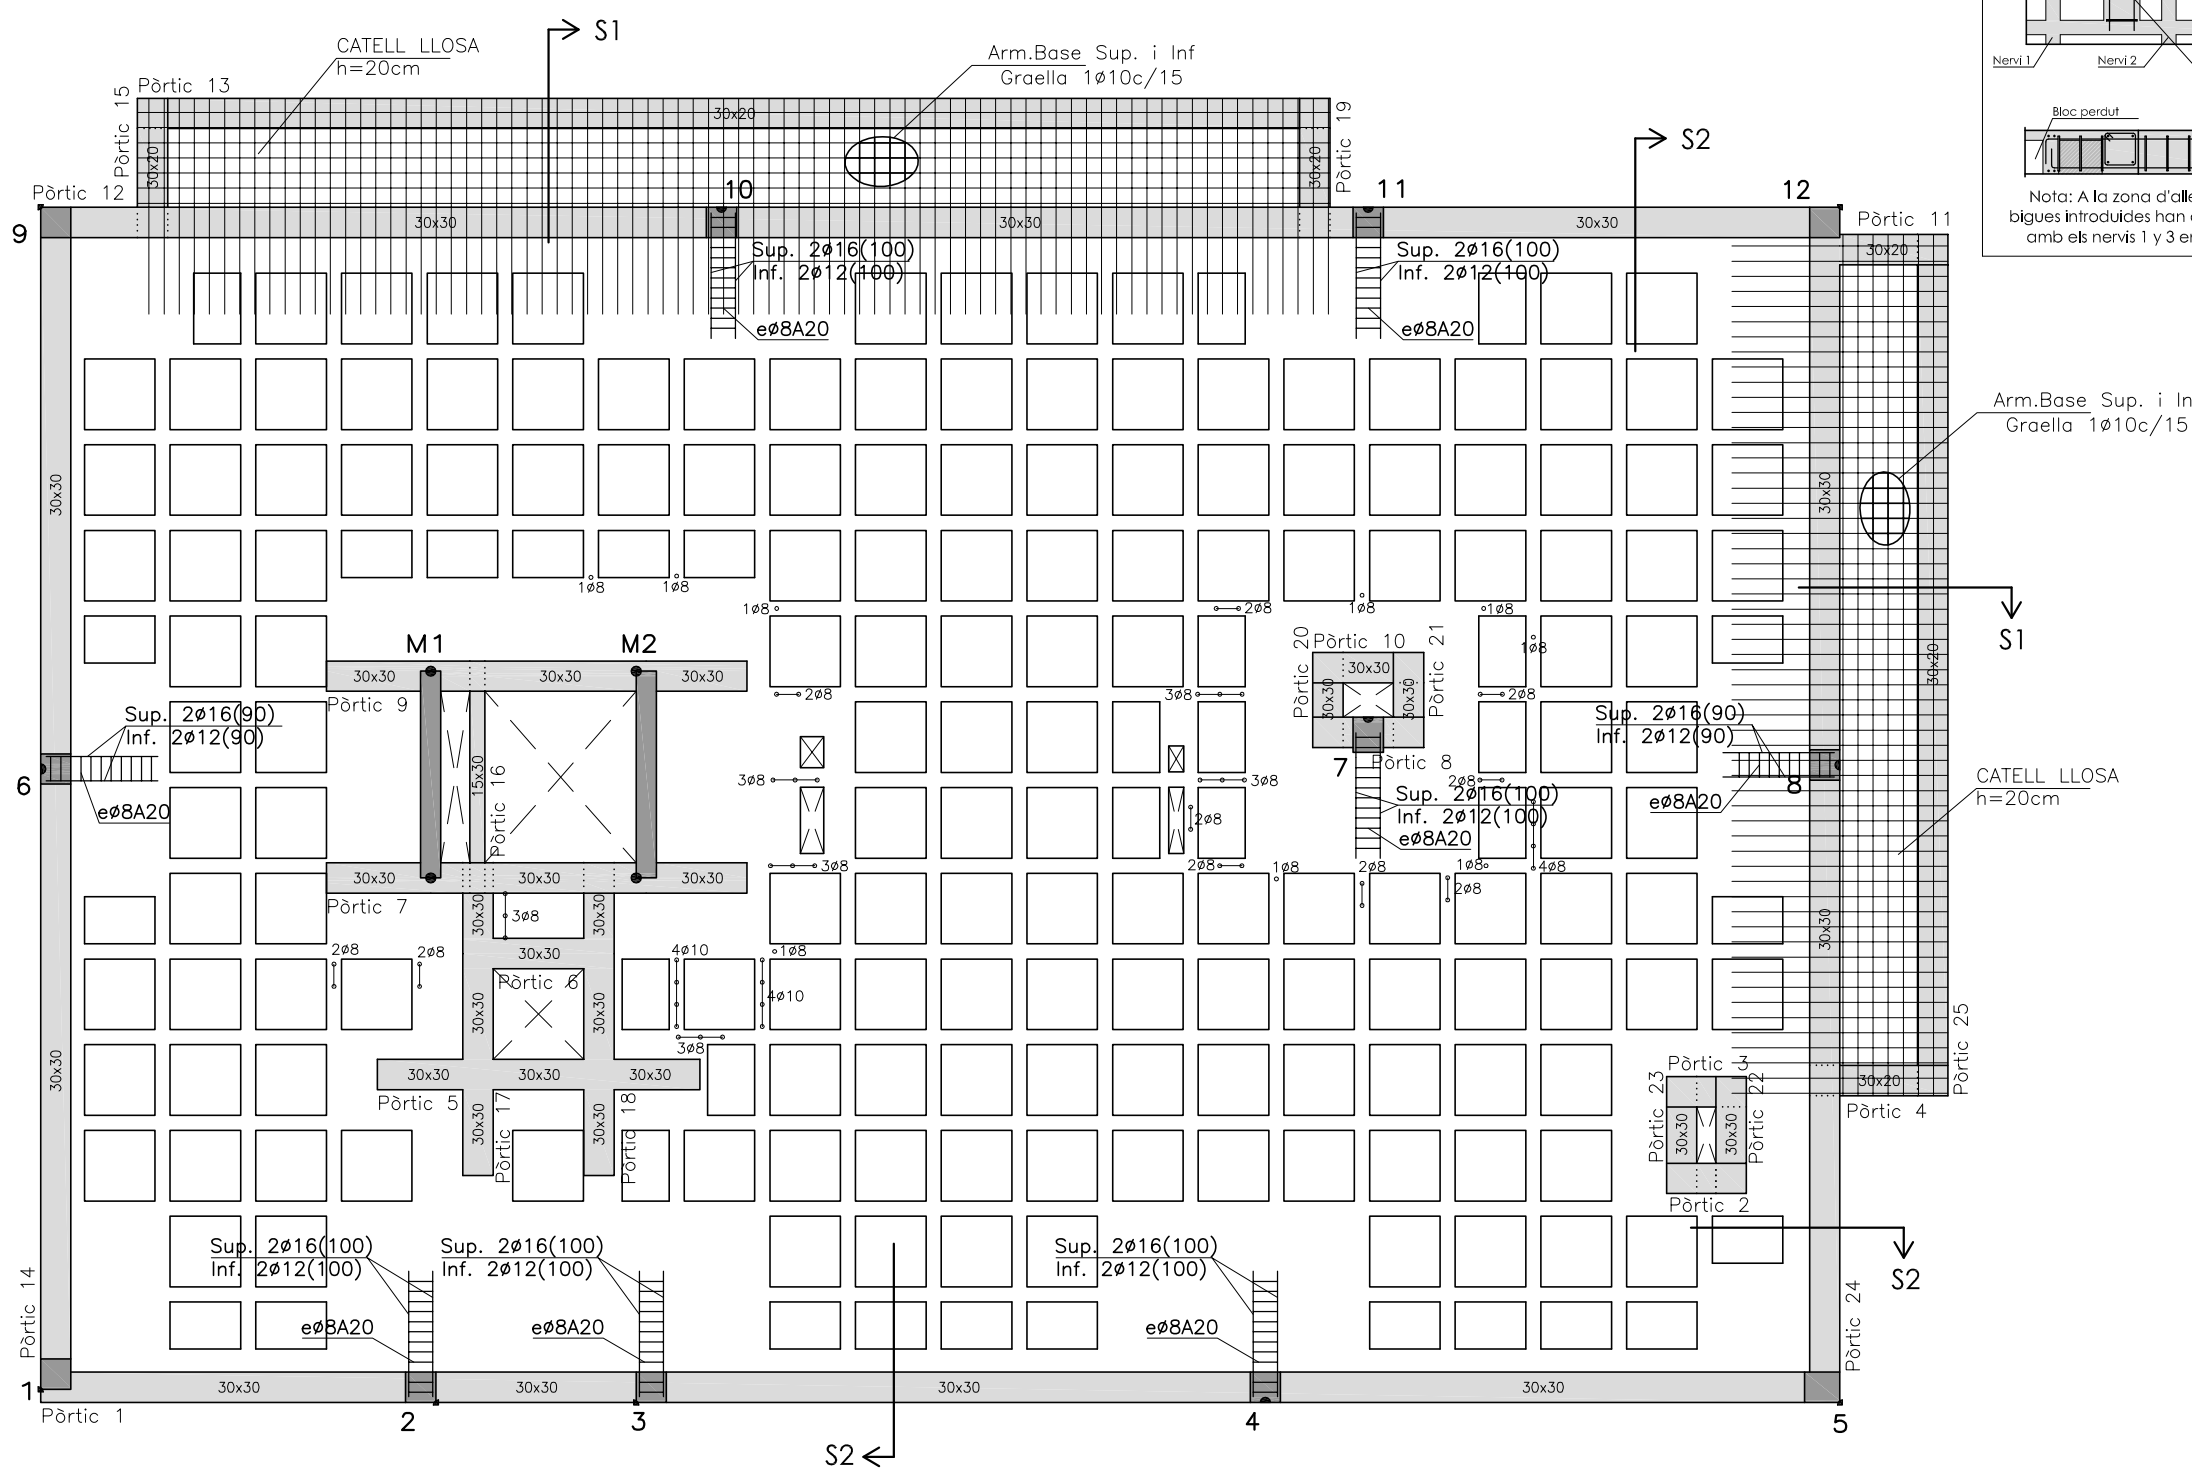 S1
CATELL LLOSA
h=20cm
Arm.Base Sup. i Inf
Graella 1ø10c/15
Nervi 1
Nervi 2
Bloc perdut
Nota: A la zona d'alle
bigues introduides han
amb els nervis 1 y 3 en
Pòrtic 13
Pòrtic 15
30x20
Pòrtic 19
30x20
30x20
S2
Pòrtic 12
10
11
12
Pòrtic 11
9
30x30
30x30
30x30
30x20
Sup. 2ø16(100)
Inf. 2ø12(100)
eø8A20
Sup. 2ø16(100)
Inf. 2ø12(100)
eø8A20
Arm.Base Sup. i In
Graella 1ø10c/15
30x30
30x30
1ø8
1ø8
1ø8
2ø8
1ø8
1ø8
1ø8
S1
M1
M2
30x30
30x30
30x30
Pòrtic 9
Pòrtic 20
Pòrtic 10
Pòrtic 21
30x30
30x30
30x30
30x20
2ø8
3ø8
2ø8
Sup. 2ø16(90)
Inf. 2ø12(90)
eø8A20
6
15x30
Pòrtic 16
3ø8
3ø8
7
Pòrtic 8
2ø8
Sup. 2ø16(100)
Inf. 2ø12(100)
eø8A20
Sup. 2ø16(90)
Inf. 2ø12(90)
eø8A20
8
CATELL LLOSA
h=20cm
2ø8
30x30
30x30
30x30
Pòrtic 7
3ø8
2ø8
1ø8
2ø8
1ø8
4ø8
2ø8
30x30
30x30
3ø8
30x30
30x30
2ø8
2ø8
Pòrtic 6
4ø10
1ø8
4ø10
3ø8
30x30
30x30
30x30
30x30
30x30
30x30
Pòrtic 5
30x30
30x30
Pòrtic 17
Pòrtic 18
Pòrtic 25
Pòrtic 3
Pòrtic 23
Pòrtic 22
30x30
30x30
Pòrtic 2
30x20
Pòrtic 4
S2
Sup. 2ø16(100)
Inf. 2ø12(100)
eø8A20
Sup. 2ø16(100)
Inf. 2ø12(100)
eø8A20
Sup. 2ø16(100)
Inf. 2ø12(100)
eø8A20
Pòrtic 14
Pòrtic 24
1
30x30
30x30
30x30
30x30
Pòrtic 1
2
3
4
5
S2